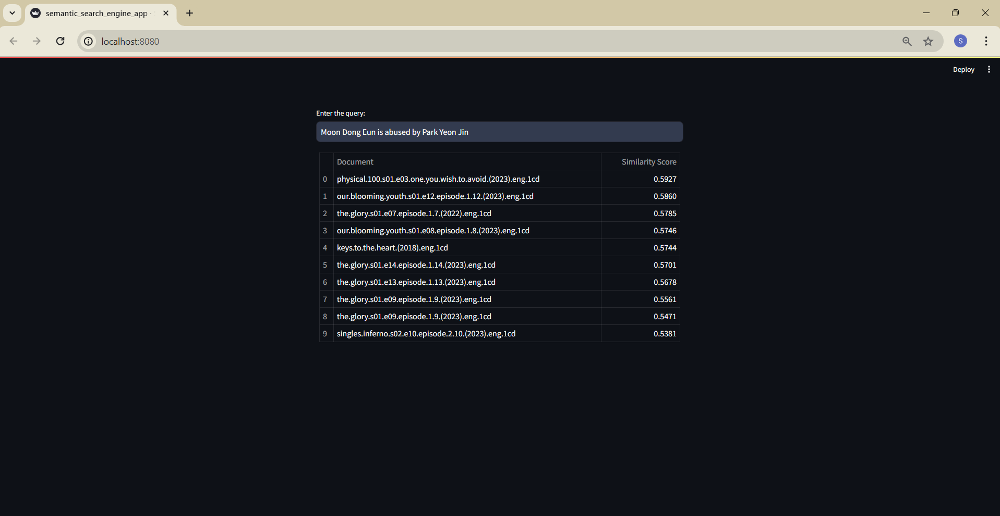 semantic_search_engine_app ·
localhost:8080
S
Deploy
Enter the query:
Moon Dong Eun is abused by Park Yeon Jin
Document Similarity Score
0 physical.100.s01.e03.one.you.wish.to.avoid.(2023).eng.1cd 0.5927
1 our.blooming.youth.s01.e12.episode.1.12.(2023).eng.1cd 0.5860
2 the.glory.s01.e07.episode.1.7.(2022).eng.1cd 0.5785
3 our.blooming.youth.s01.e08.episode.1.8.(2023).eng.1cd 0.5746
4 keys.to.the.heart.(2018).eng.1cd 0.5744
5 the.glory.s01.e14.episode.1.14.(2023).eng.1cd 0.5701
6 the.glory.s01.e13.episode.1.13.(2023).eng.1cd 0.5678
7 the.glory.s01.e09.episode.1.9.(2023).eng.1cd 0.5561
8 the.glory.s01.e09.episode.1.9.(2023).eng.1cd 0.5471
9 singles.inferno.s02.e10.episode.2.10.(2023).eng.1cd 0.5381